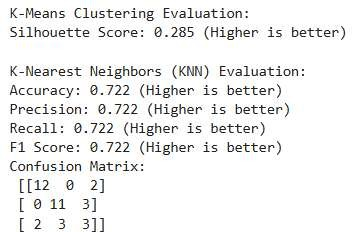 K-Means Clustering Evaluation:
Silhouette Score: 0.285 (Higher is better)

K-Nearest Neighbors (KNN) Evaluation:
Accuracy: 0.722 (Higher is better)
Precision: 0.722 (Higher is better)
Recall: 0.722 (Higher is better)
F1 Score: 0.722 (Higher is better)
Confusion Matrix:
 [[12  0  2]
 [ 0 11  3]
 [ 2  3  3]]